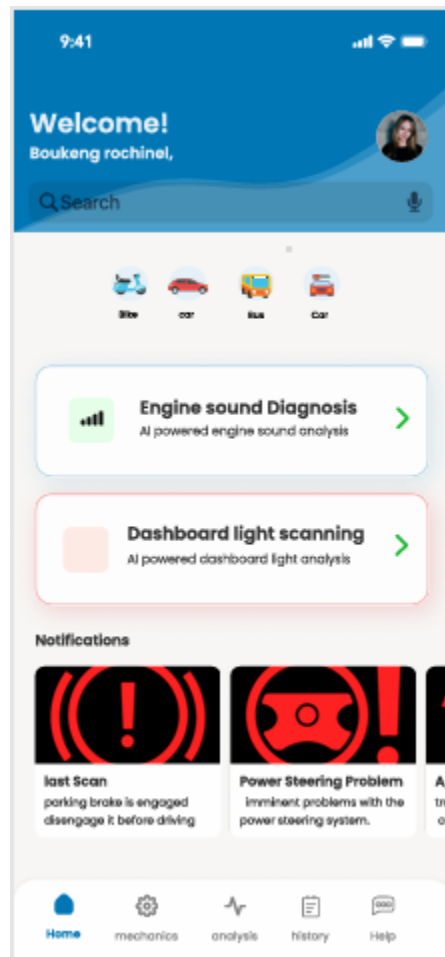 9:41
Welcome!
Boukeng rochinel,
Search
Bike car Bus Car
Engine sound Diagnosis
AI powered engine sound analysis
Dashboard light scanning
AI powered dashboard light analysis
Notifications
last Scan
parking brake is engaged
disengage it before driving
Power Steering Problem
imminent problems with the
power steering system.
A
tr
o
Home mechanics analysis history Help